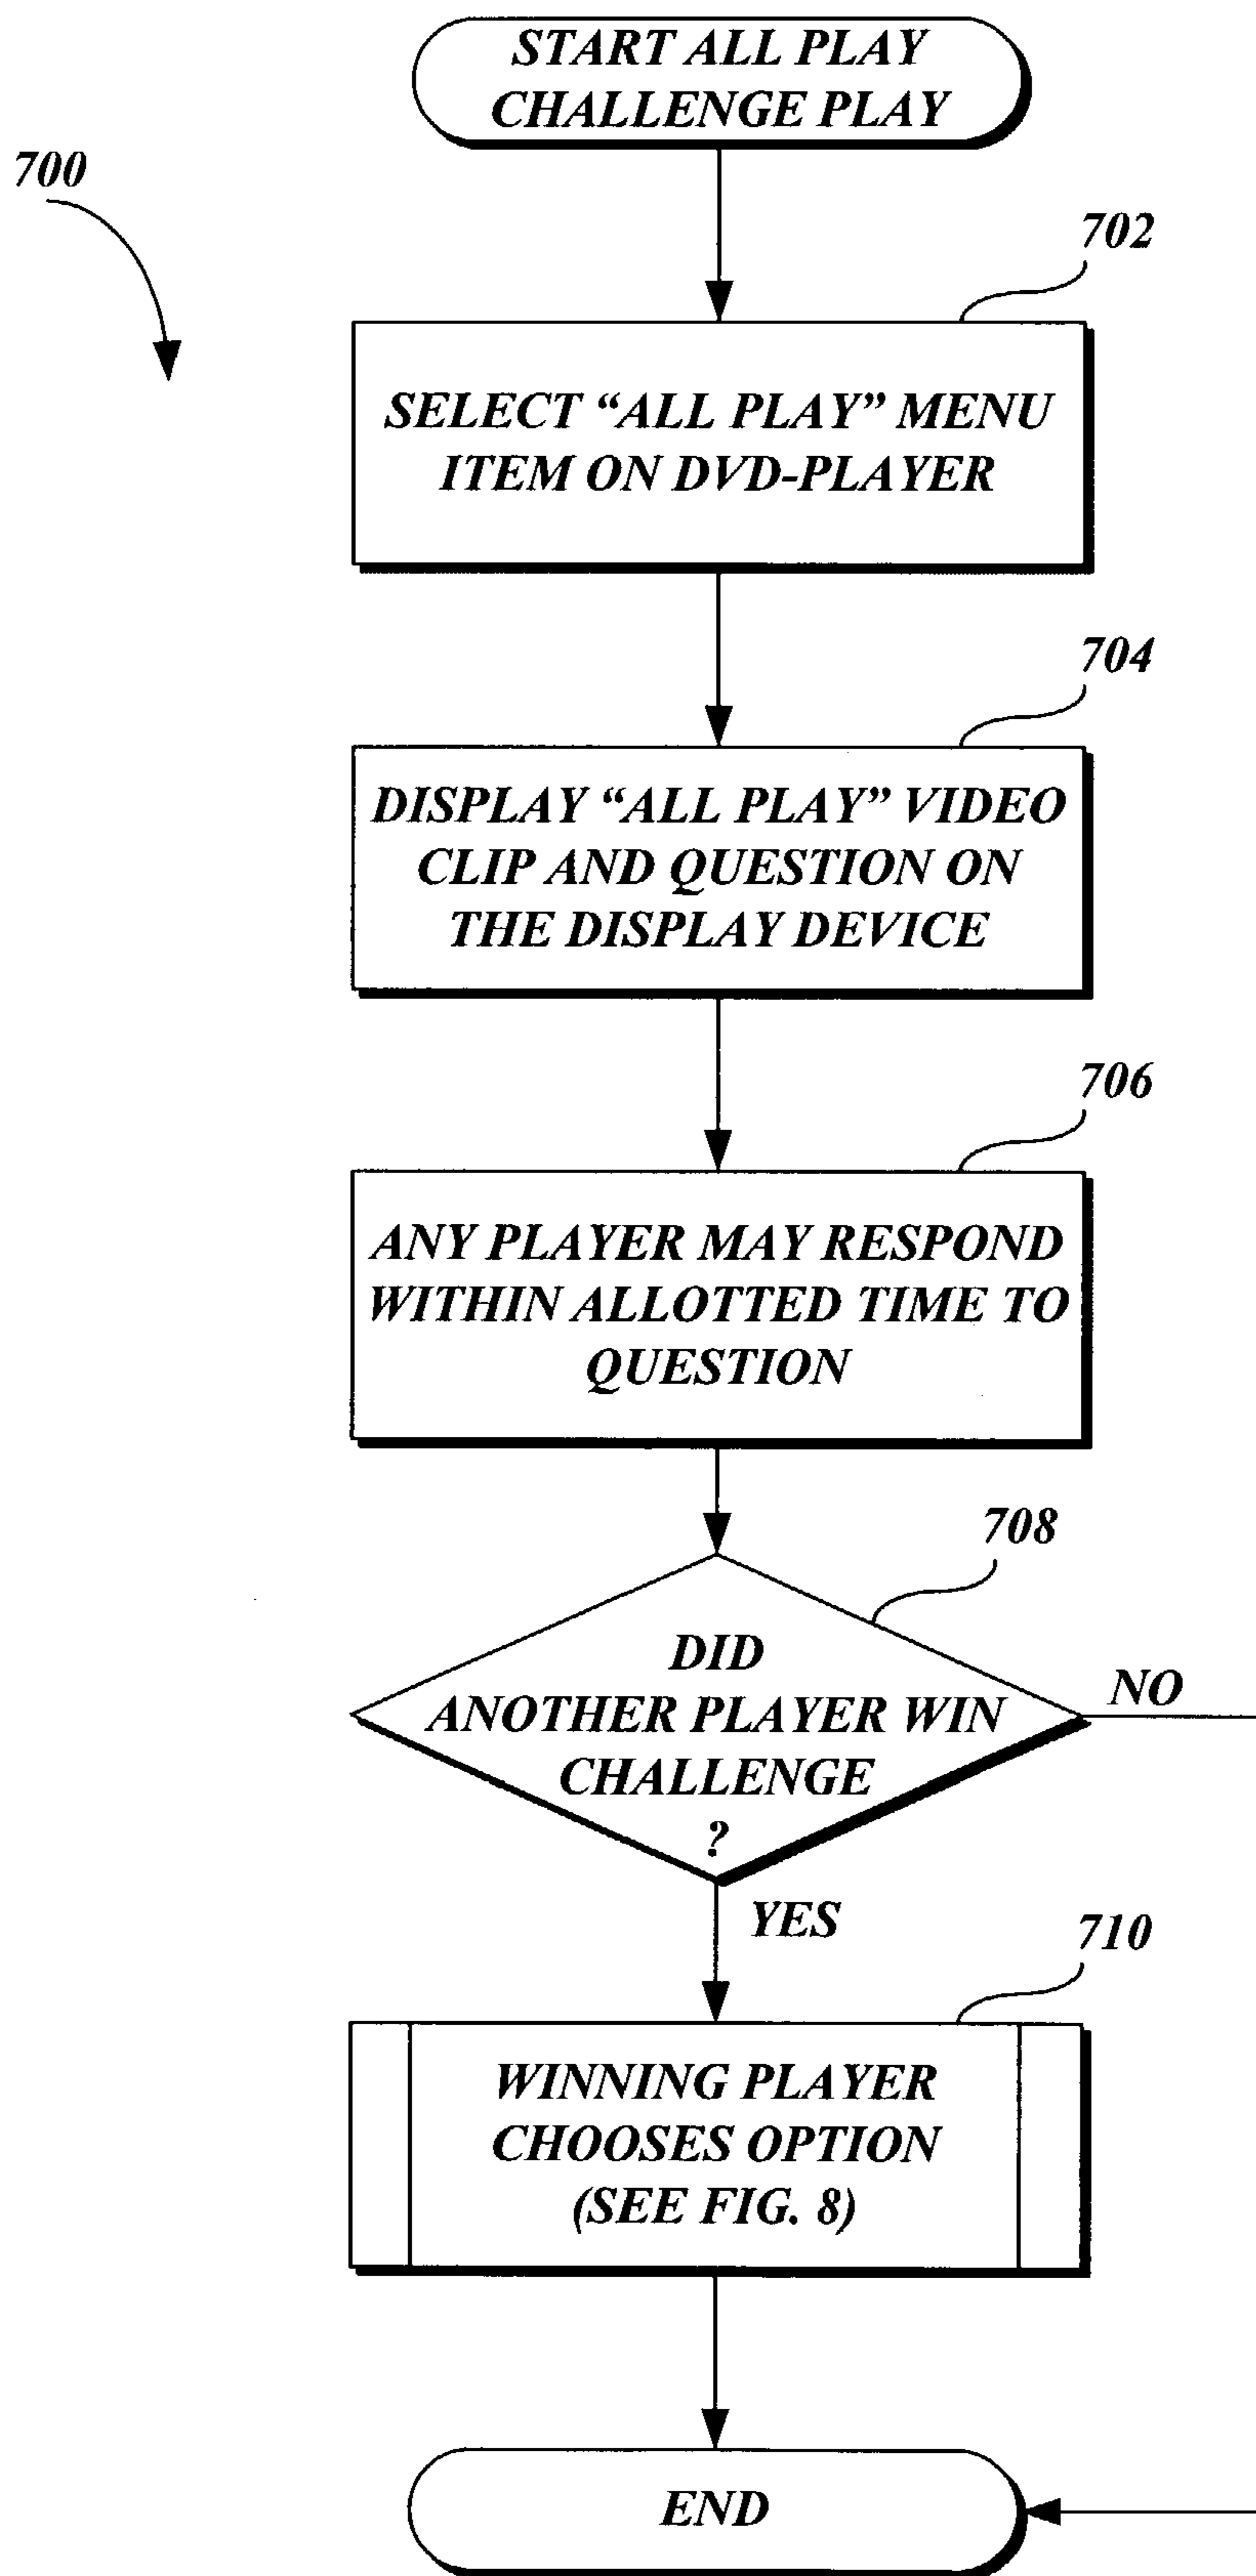 START ALL PLAY
CHALLENGE PLAY
700
702
SELECT “ALL PLAY” MENU
ITEM ON DVD-PLAYER
704
DISPLAY “ALL PLAY” VIDEO
CLIP AND QUESTION ON
THE DISPLAY DEVICE
706
ANY PLAYER MAY RESPOND
WITHIN ALLOTTED TIME TO
QUESTION
708
DID
ANOTHER PLAYER WIN
CHALLENGE
?
NO
YES
710
WINNING PLAYER
CHOOSES OPTION
(SEE FIG. 8)
END